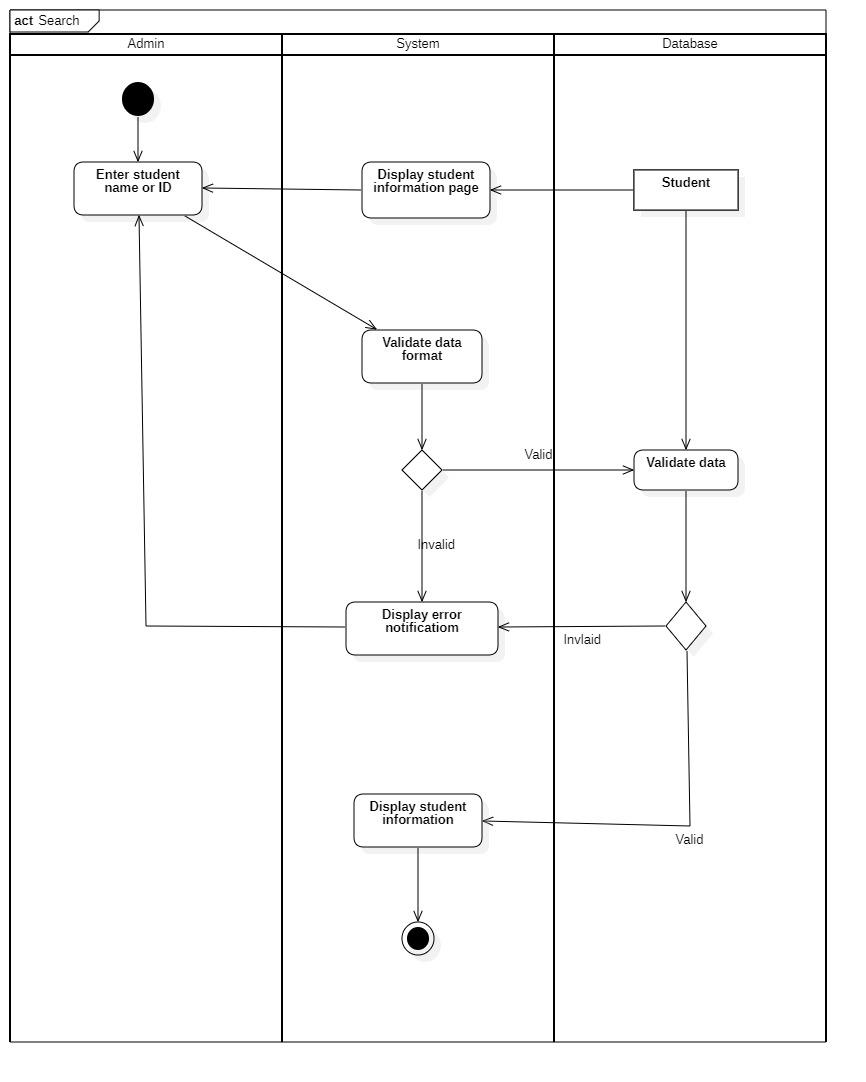 act Search
Admin
System
Database
Enter student
name or ID
Display student
information page
Student
Validate data
format
Valid
Validate data
Invalid
Display error
notificatiom
Invlaid
Display student
information
Valid